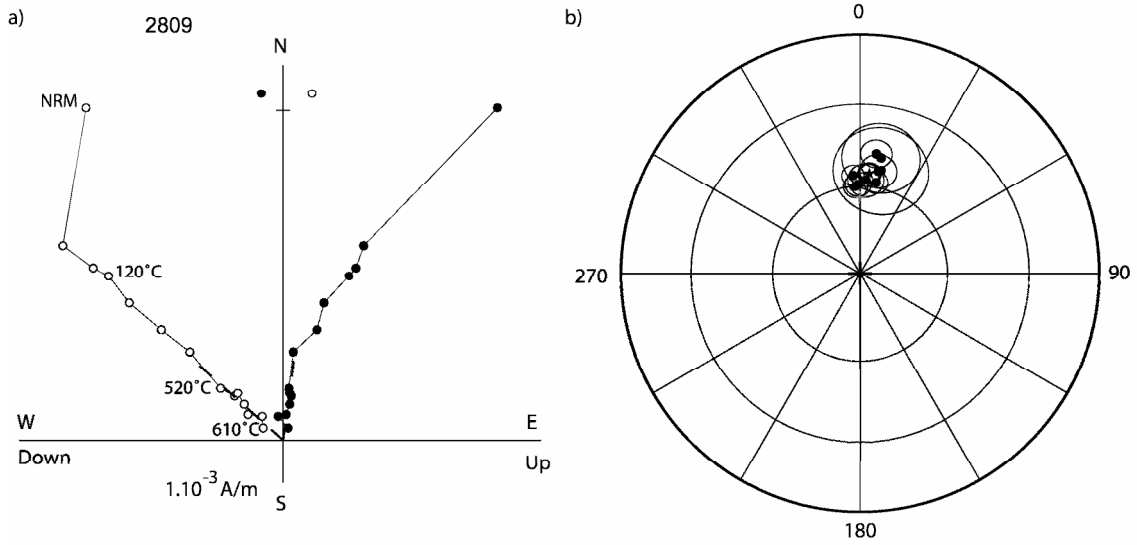 a)
2809
N
NRM
120°C
520°C
610°C
W
E
Down
Up
1.10⁻³ A/m
S
b)
0
270
90
180